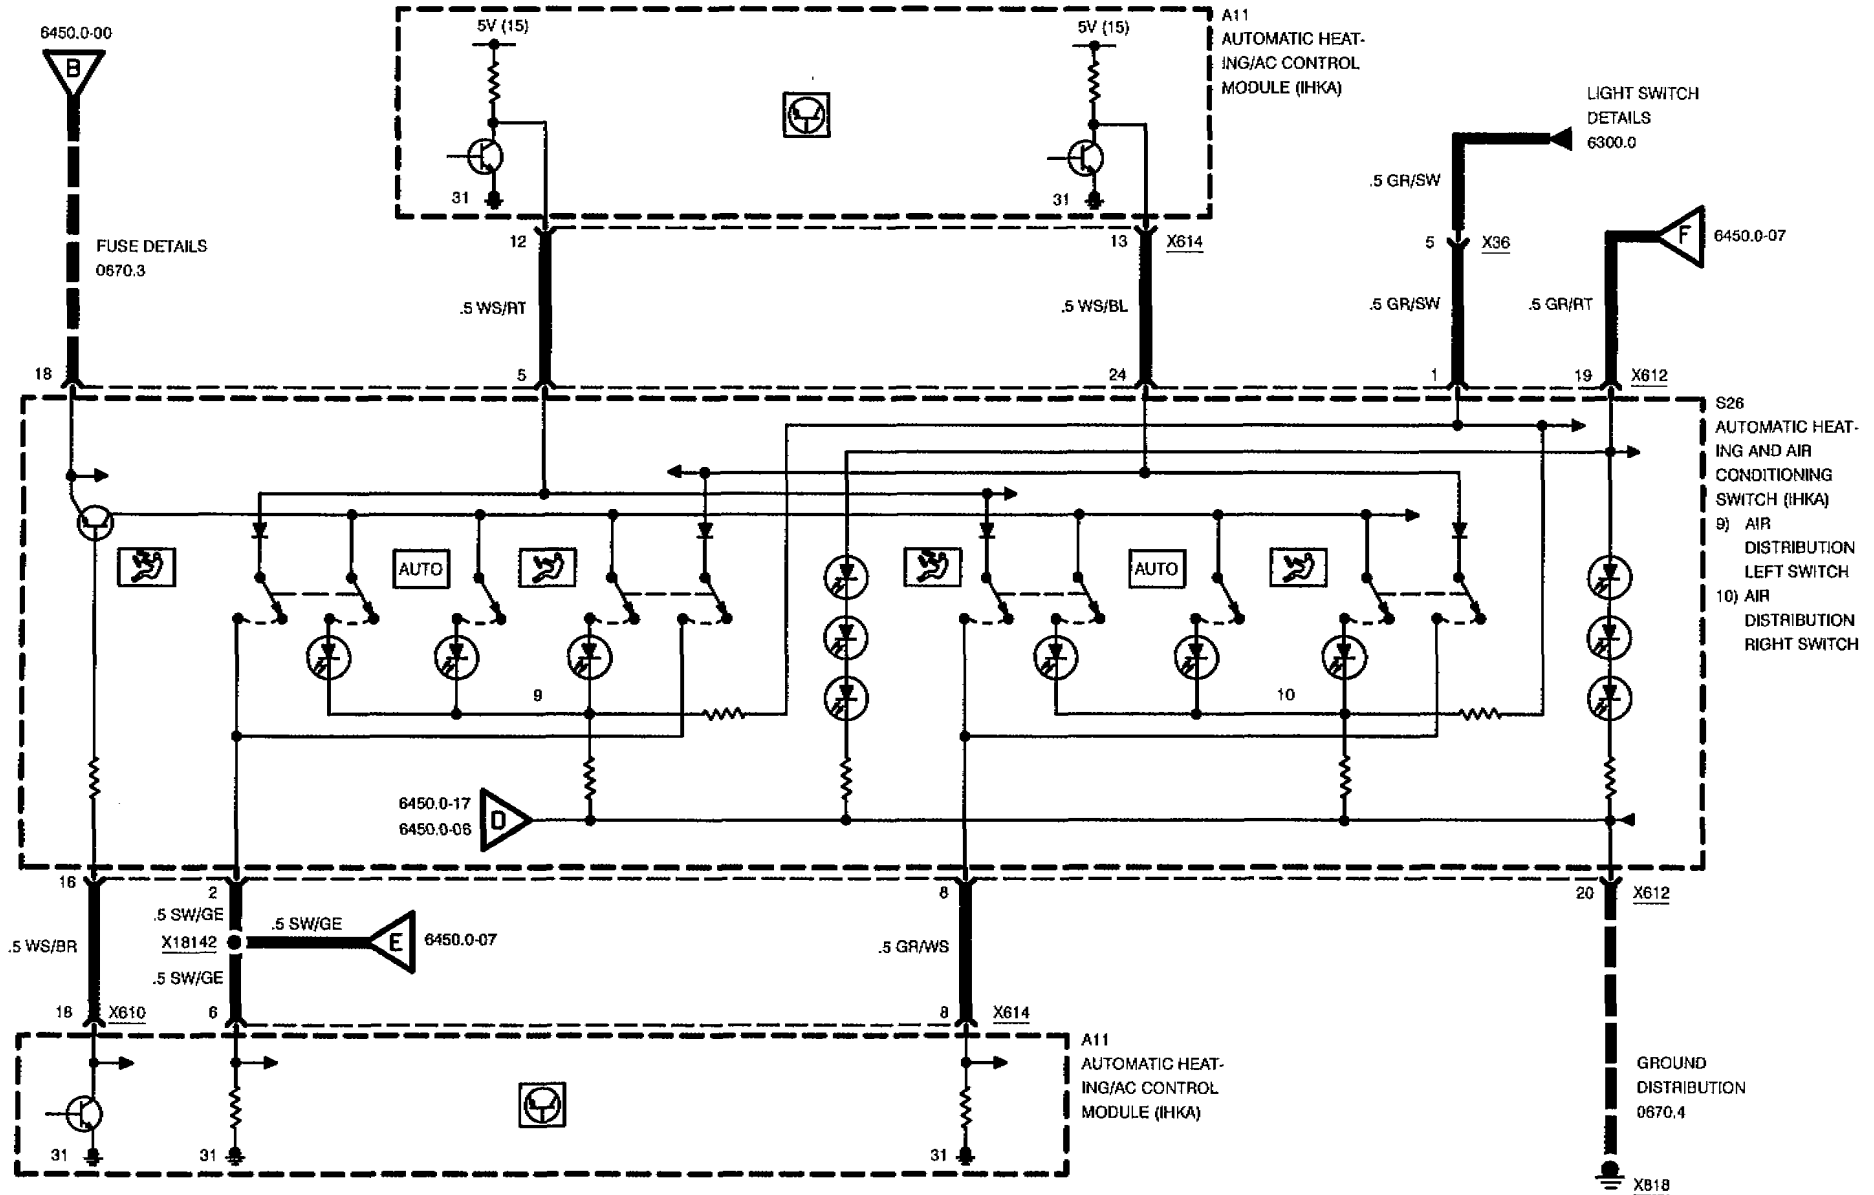 6450.0-00
B
FUSE DETAILS
0670.3
5V (15)
31
5V (15)
31
A11
AUTOMATIC HEAT-
ING/AC CONTROL
MODULE (IHKA)
LIGHT SWITCH
DETAILS
6300.0
.5 GR/SW
12
13
X614
5
X36
F
6450.0-07
.5 WS/RT
.5 WS/BL
.5 GR/SW
.5 GR/RT
18
5
24
1
19
X612
S26
AUTOMATIC HEAT-
ING AND AIR
CONDITIONING
SWITCH (IHKA)
9) AIR
DISTRIBUTION
LEFT SWITCH
10) AIR
DISTRIBUTION
RIGHT SWITCH
AUTO
AUTO
9
10
6450.0-17
6450.0-06
D
16
2
8
20
X612
.5 SW/GE
.5 WS/BR
X18142
.5 SW/GE
E
6450.0-07
.5 SW/GE
.5 GR/WS
18
X610
6
8
X614
31
31
31
A11
AUTOMATIC HEAT-
ING/AC CONTROL
MODULE (IHKA)
GROUND
DISTRIBUTION
0670.4
X818